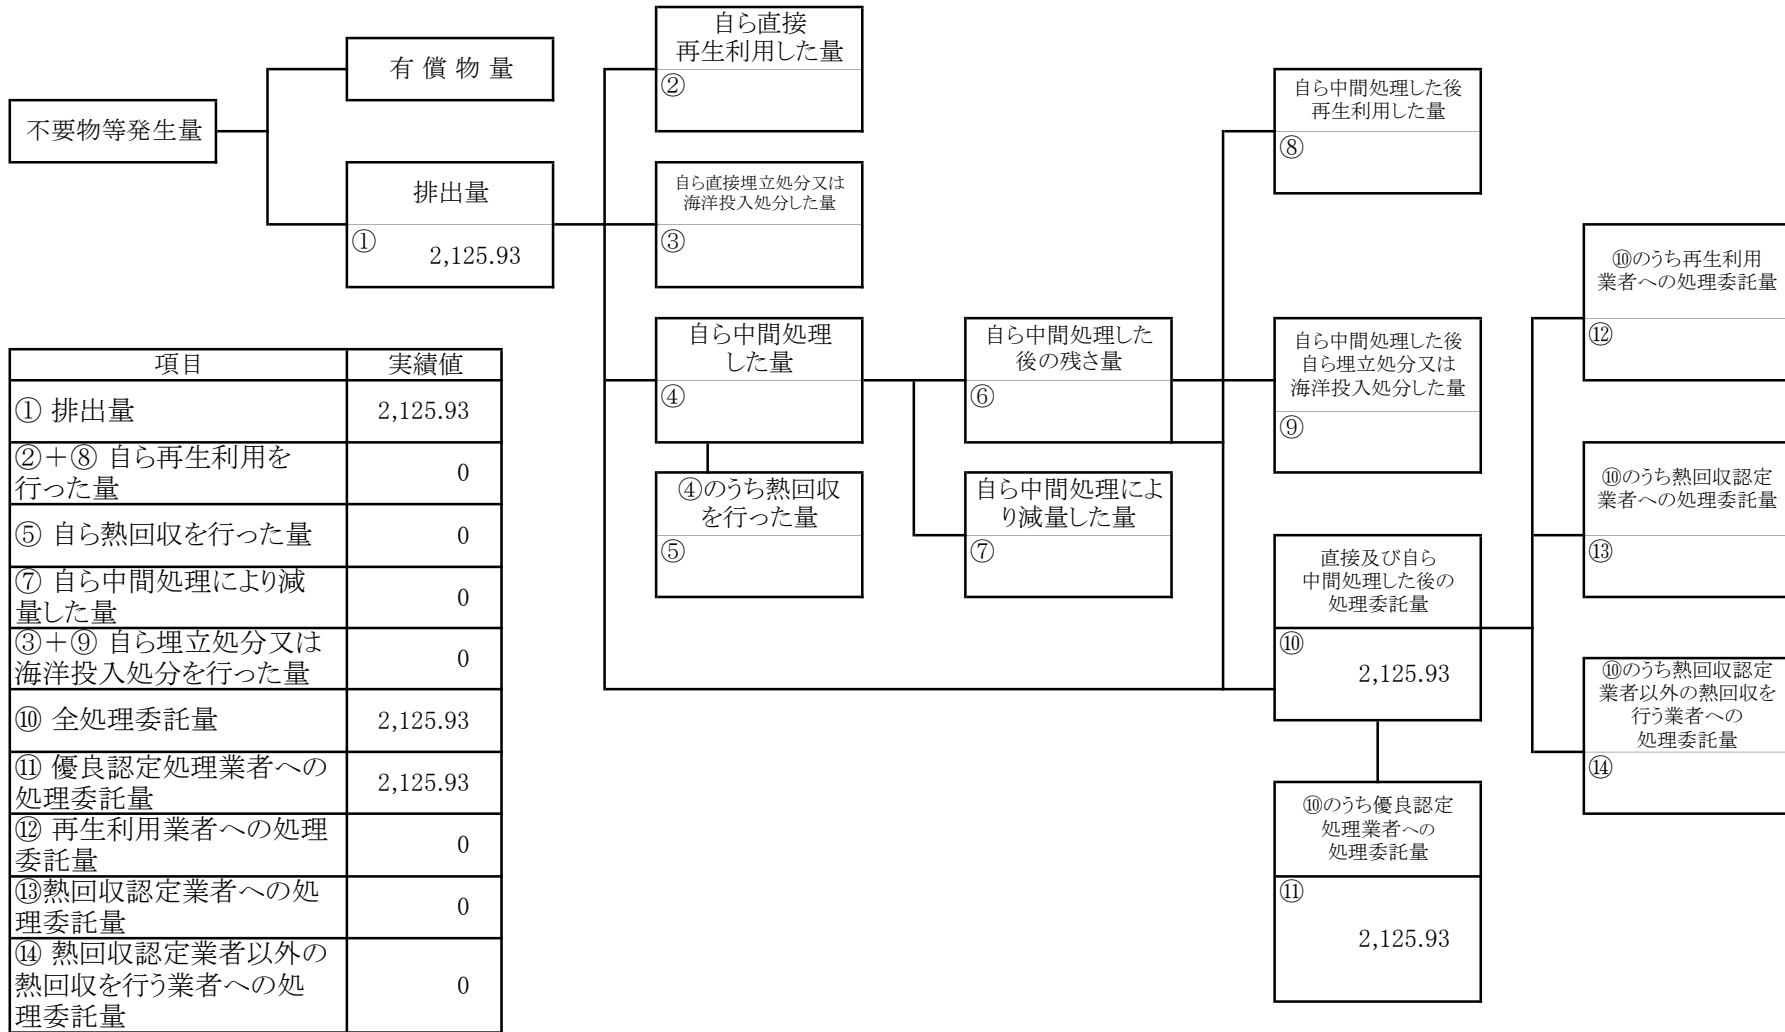 不要物等発生量
有 償 物 量
排出量
①
2,125.93
自ら直接
再生利用した量
②
自ら直接埋立処分又は
海洋投入処分した量
③
自ら中間処理
した量
④
④のうち熱回収
を行った量
⑤
自ら中間処理した
後の残さ量
⑥
自ら中間処理によ
り減量した量
⑦
自ら中間処理した後
再生利用した量
⑧
自ら中間処理した後
自ら埋立処分又は
海洋投入処分した量
⑨
直接及び自ら
中間処理した後の
処理委託量
⑩
2,125.93
⑩のうち優良認定
処理業者への
処理委託量
⑪
2,125.93
⑩のうち再生利用
業者への処理委託量
⑫
⑩のうち熱回収認定
業者への処理委託量
⑬
⑩のうち熱回収認定
業者以外の熱回収を
行う業者への
処理委託量
⑭
項目 実績値
① 排出量 2,125.93
②＋⑧ 自ら再生利用を
行った量 0
⑤ 自ら熱回収を行った量 0
⑦ 自ら中間処理により減
量した量 0
③＋⑨ 自ら埋立処分又は
海洋投入処分を行った量 0
⑩ 全処理委託量 2,125.93
⑪ 優良認定処理業者への
処理委託量 2,125.93
⑫ 再生利用業者への処理
委託量 0
⑬熱回収認定業者への処
理委託量 0
⑭ 熱回収認定業者以外の
熱回収を行う業者への処 0
理委託量